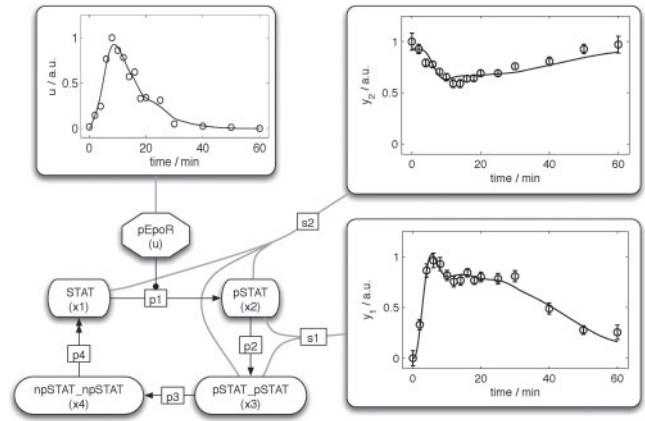 1
0.5
0
u / a.u.
0
20
40
60
time / min
1
0.5
0
y2 / a.u.
0
20
40
60
time / min
pEpoR
(u)
s2
STAT
(x1)
p1
pSTAT
(x2)
p4
p2
s1
npSTAT_npSTAT
(x4)
p3
pSTAT_pSTAT
(x3)
1
0.5
0
y1 / a.u.
0
20
40
60
time / min